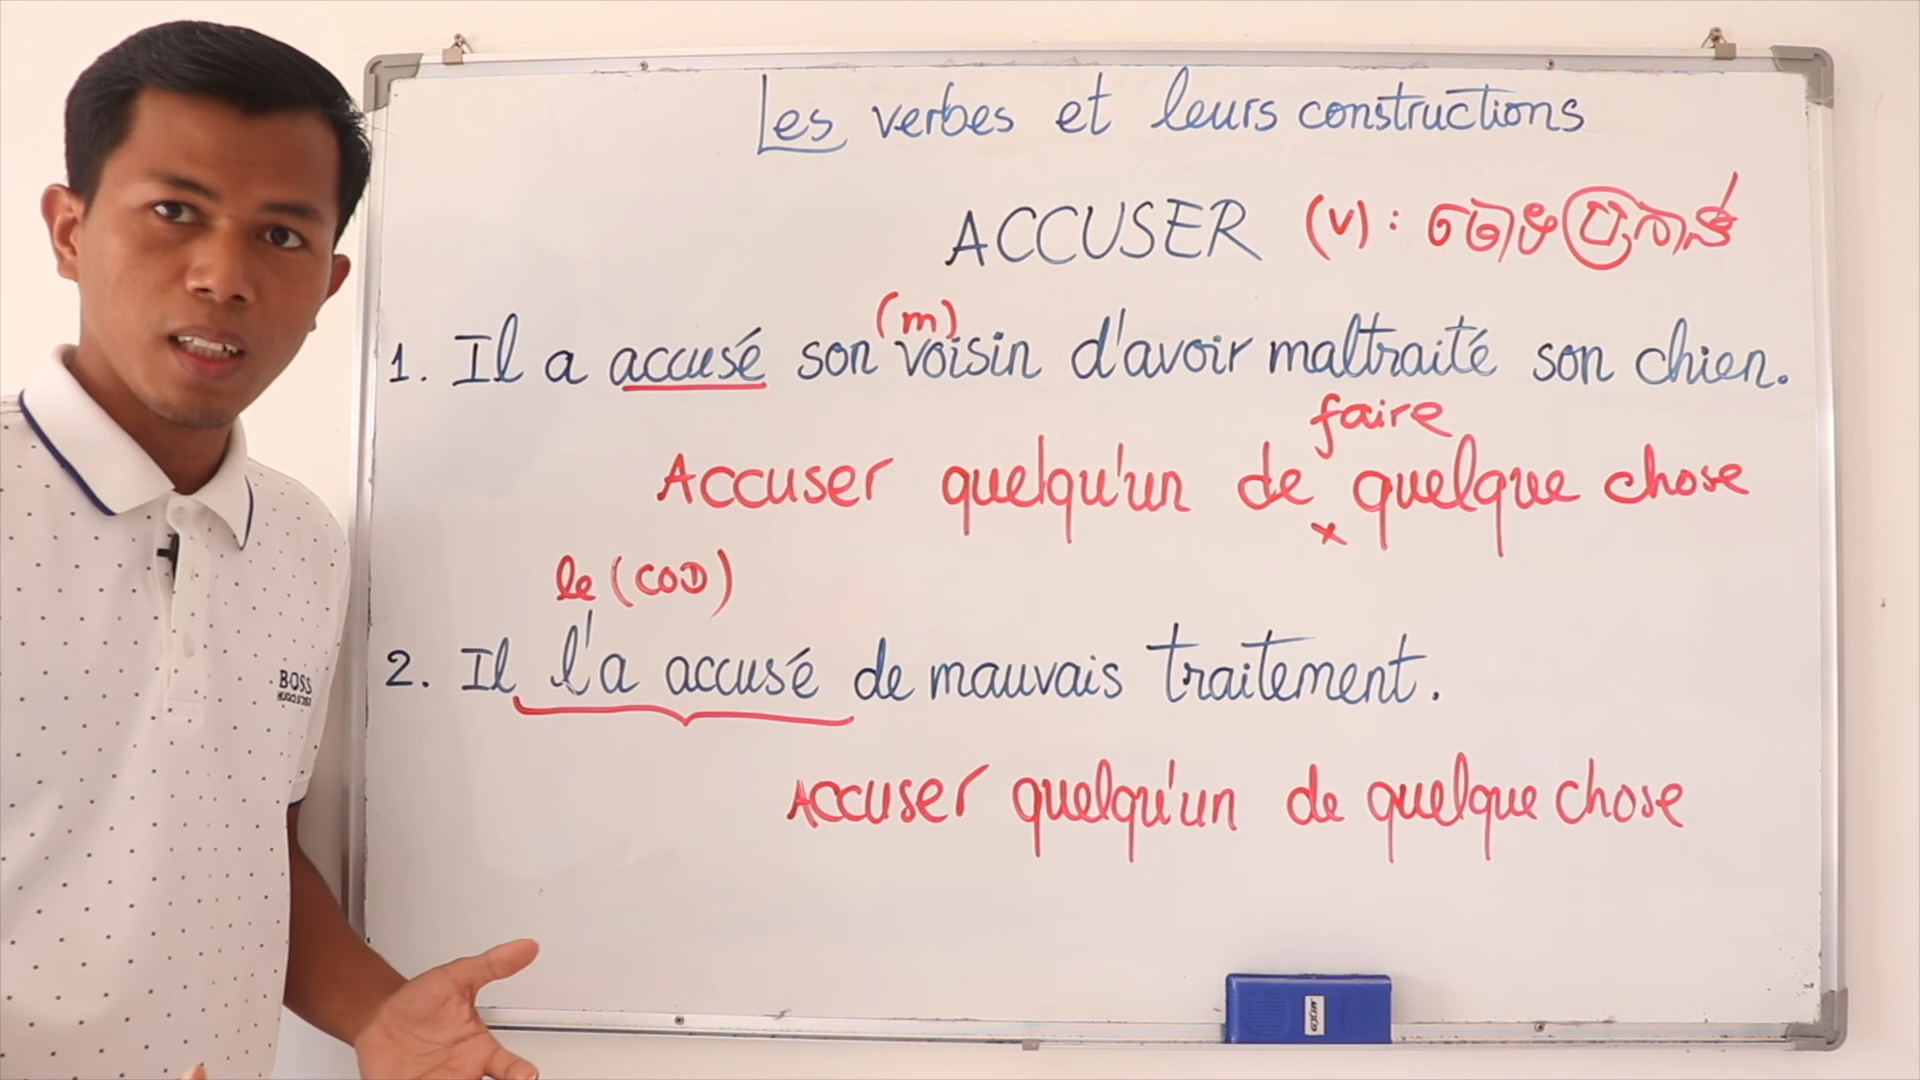 Les verbes et leurs constructions
ACCUSER (v) : ចោទប្រកាន់
(m)
1. Il a accusé son voisin d'avoir maltraité son chien.
faire
Accuser quelqu'un de quelque chose
x
le (COD)
2. Il l'a accusé de mauvais traitement.
Accuser quelqu'un de quelque chose
BOSS
HUGO BOSS